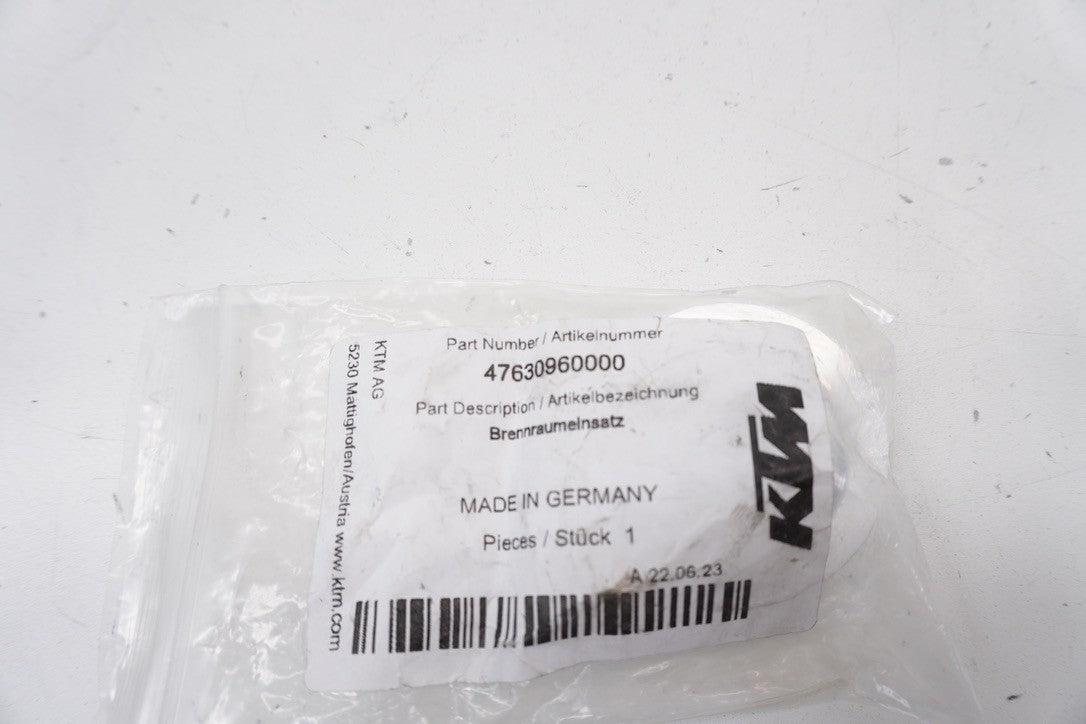 Part Number / Artikelnummer
47630960000
Part Description / Artikelbezeichnung
Brennraumeinsatz
MADE IN GERMANY
Pieces / Stück 1
A 22.06.23
KTM AG
5230 Mattighofen/Austria www.ktm.com
KTM